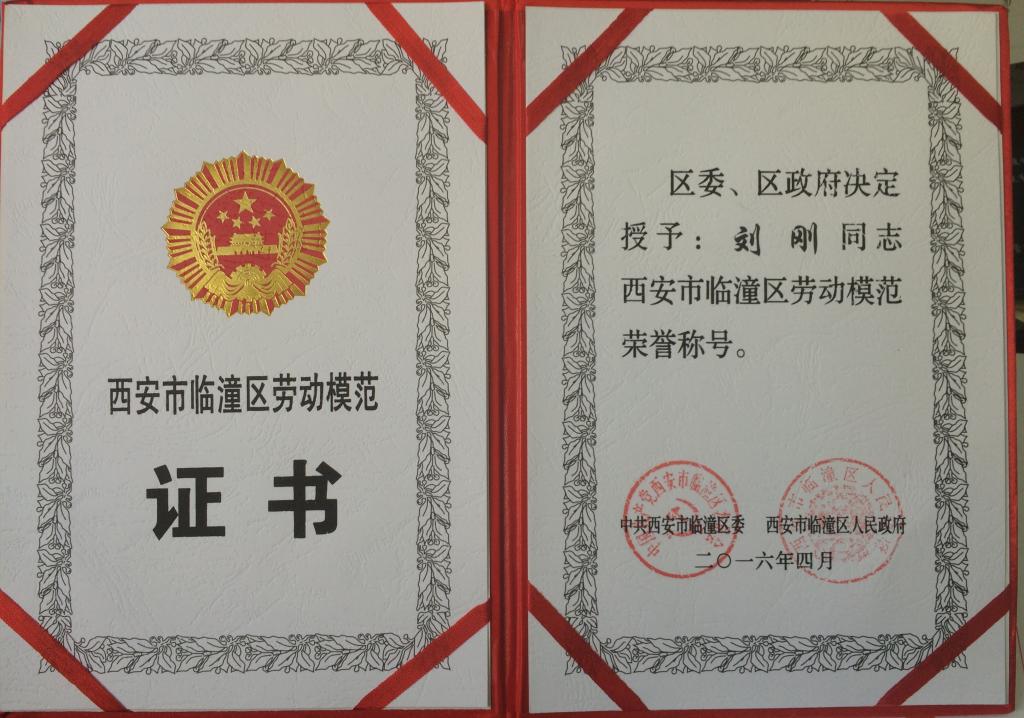 西安市临潼区劳动模范
证书
区委、区政府决定
授予：刘刚同志
西安市临潼区劳动模范
荣誉称号。
中共西安市临潼区委 西安市临潼区人民政府
二〇一六年四月